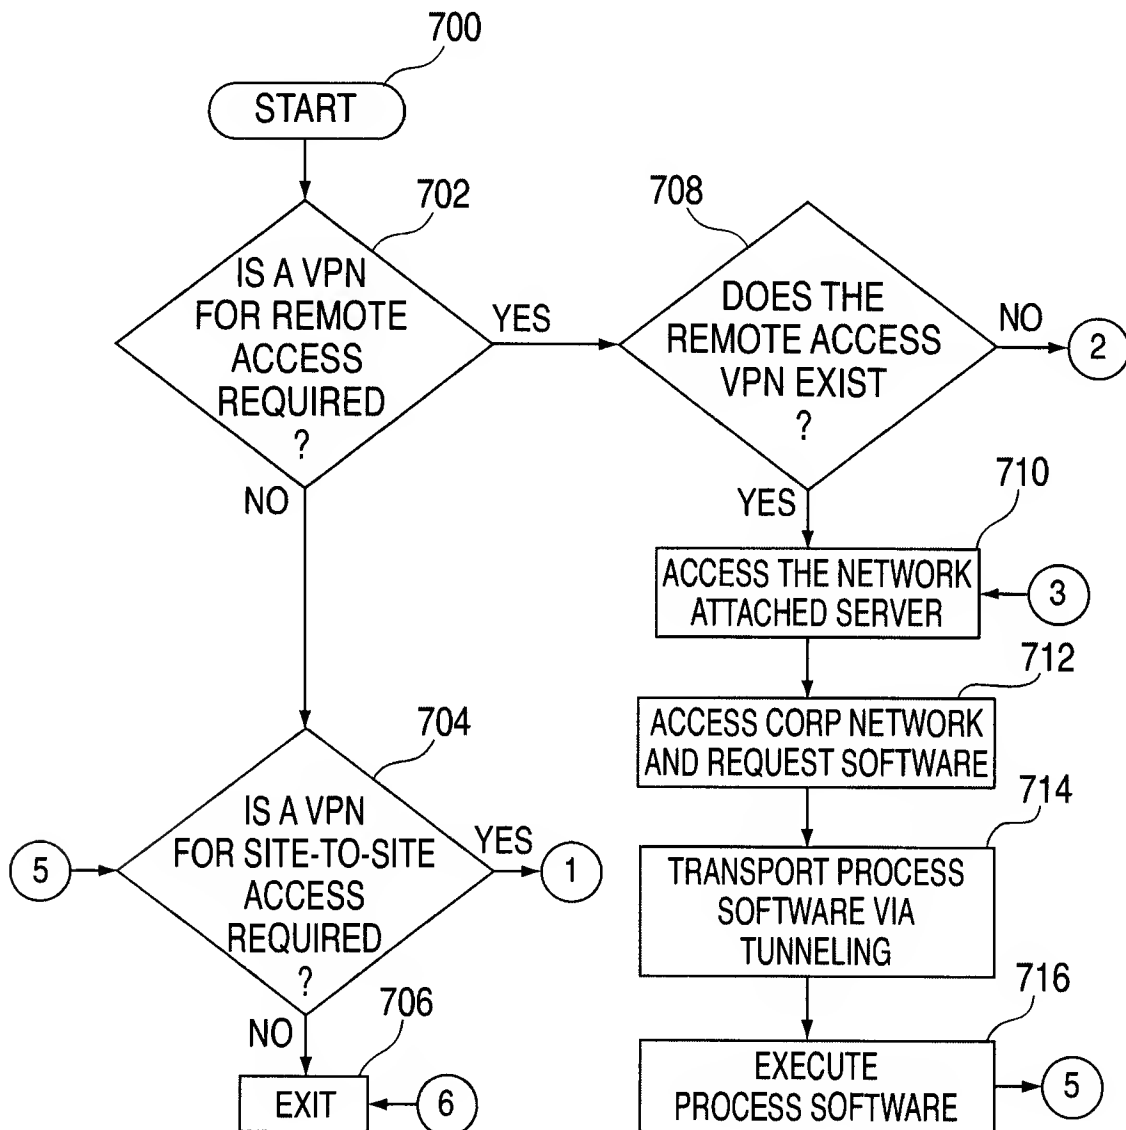 700
START
702
IS A VPN
FOR REMOTE
ACCESS
REQUIRED
?
YES
NO
708
DOES THE
REMOTE ACCESS
VPN EXIST
?
NO
2
YES
710
ACCESS THE NETWORK
ATTACHED SERVER
3
712
ACCESS CORP NETWORK
AND REQUEST SOFTWARE
714
TRANSPORT PROCESS
SOFTWARE VIA
TUNNELING
716
EXECUTE
PROCESS SOFTWARE
5
704
5
IS A VPN
FOR SITE-TO-SITE
ACCESS
REQUIRED
?
YES
1
NO
706
EXIT
6